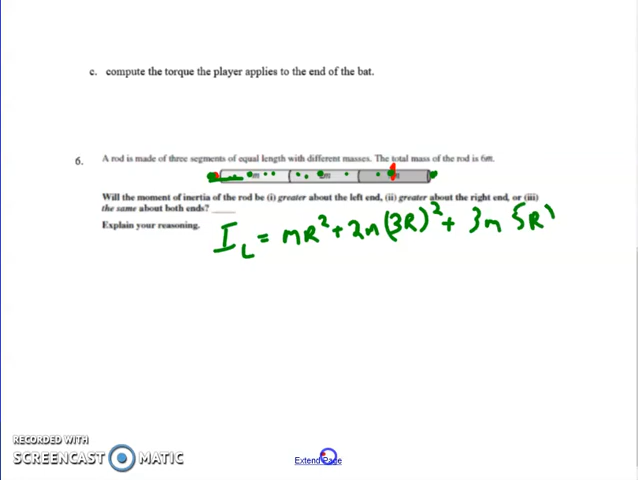 c. compute the torque the player applies to the end of the bat.
6. A rod is made of three segments of equal length with different masses. The total mass of the rod is 6m.
Will the moment of inertia of the rod be (i) greater about the left end, (ii) greater about the right end, or (iii)
the same about both ends? ____
Explain your reasoning.
I_L = mR² + 2m(3R)² + 3m 5R)
RECORDED WITH
SCREENCAST MATIC
Extend Page